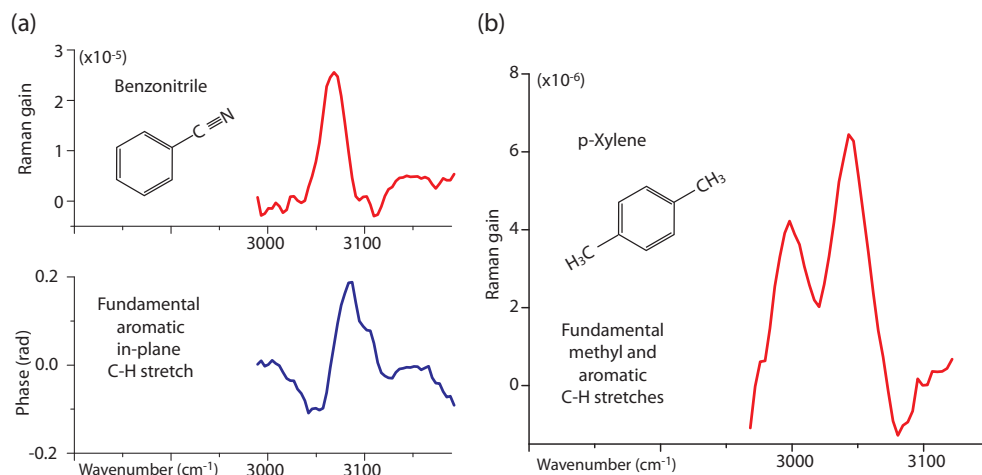 (a)
(x10-5)
3
2
1
0
Raman gain
Benzonitrile
C
N
3000
3100
0.2
0.0
-0.2
Phase (rad)
Fundamental
aromatic
in-plane
C-H stretch
Wavenumber (cm-1)
3000
3100
(b)
(x10-6)
8
6
4
2
0
Raman gain
p-Xylene
CH3
H3C
Fundamental
methyl and
aromatic
C-H stretches
Wavenumber (cm-1)
3000
3100